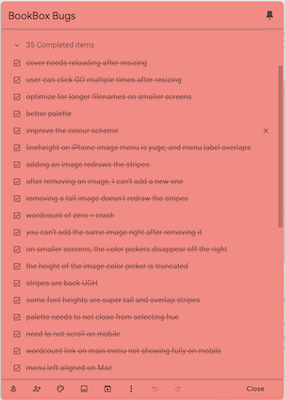 BookBox Bugs
35 Completed items
cover needs reloading after resizing
user can click GO multiple times after resizing
optimize for longer filenames on smaller screens
better palette
improve the colour scheme
lineheight on iPhone image menu is yuge, and menu label overlaps
adding an image redraws the stripes
after removing an image, I can't add a new one
removing a tall image doesn't redraw the stripes
wordcount of zero = crash
you can't add the same image right after removing it
on smaller screens, the color pickers disappear off the right
the height of the image color picker is truncated
stripes are back UGH
some font heights are super tall and overlap stripes
palette needs to not close from selecting hue
need to not scroll on mobile
wordcount link on main menu not showing fully on mobile
menu left aligned on Mac
Close